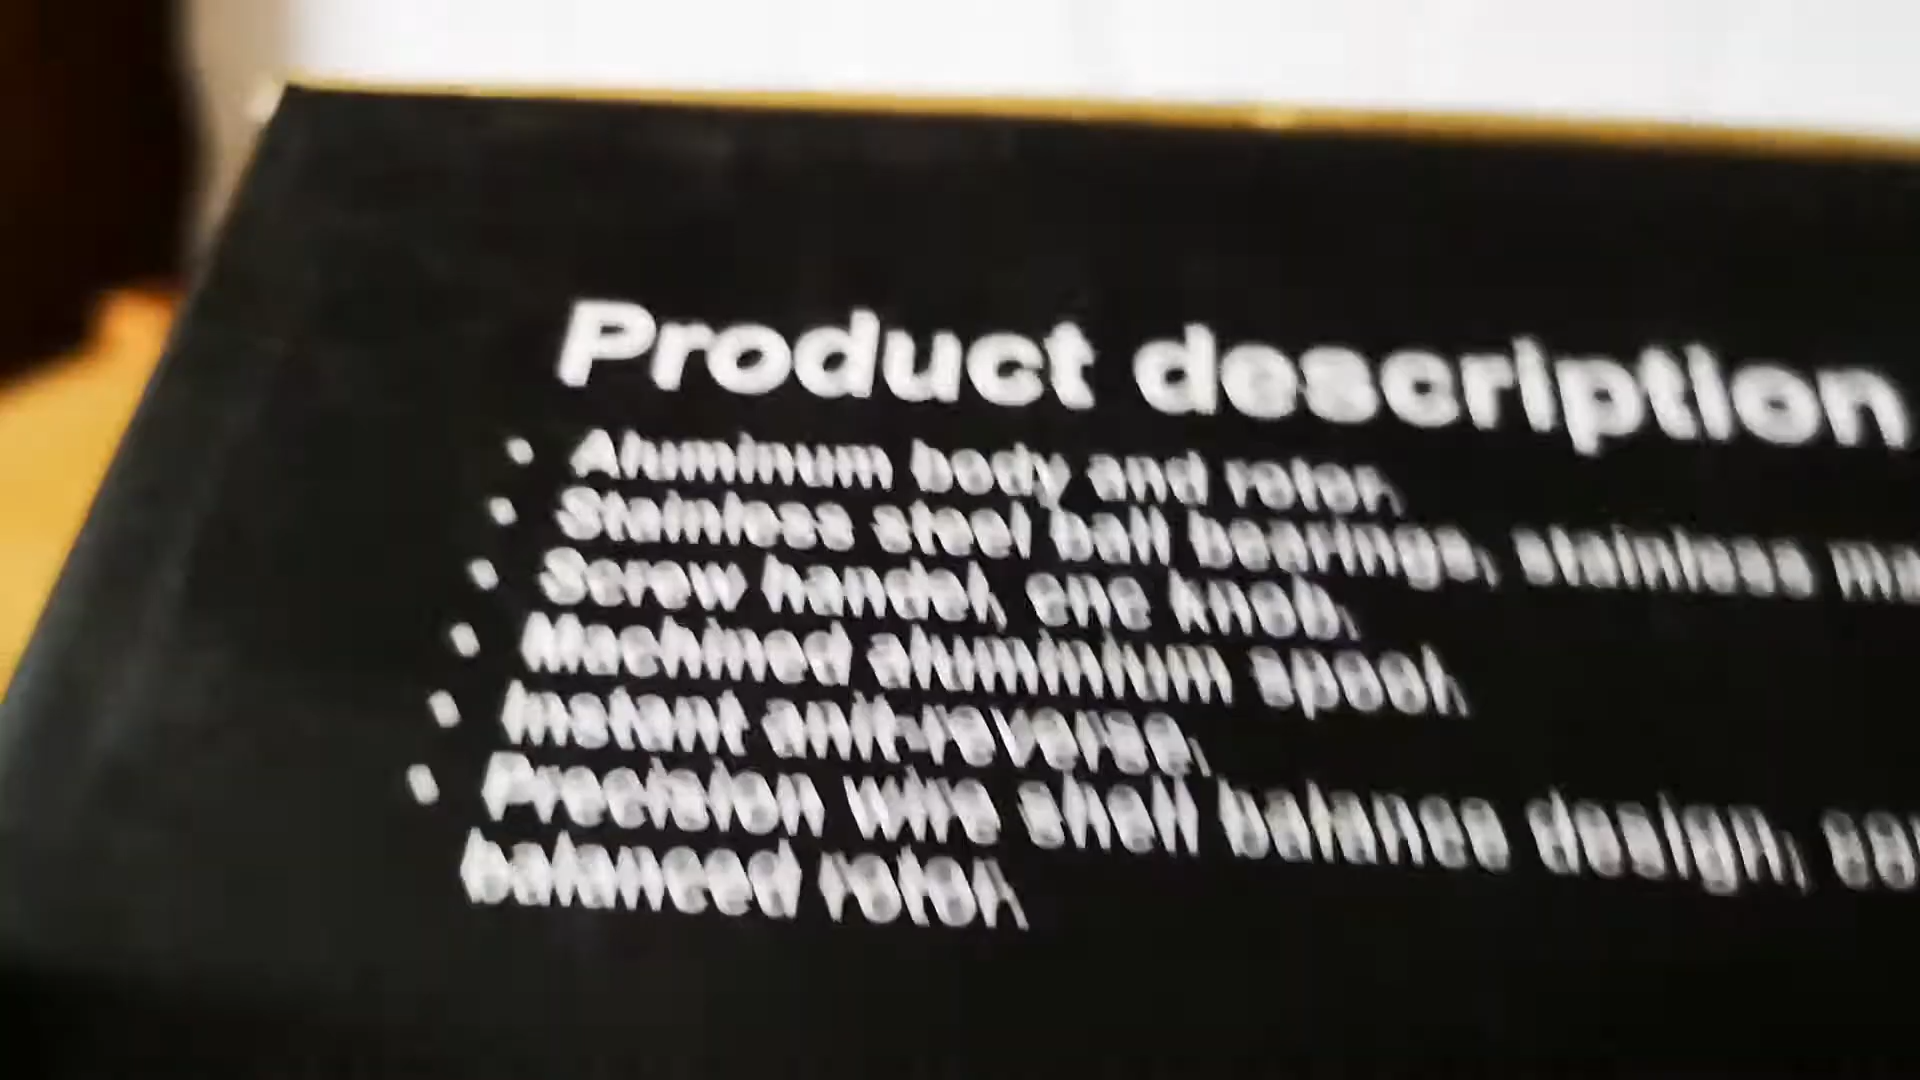 Product description
• Aluminum body and rotor,
• Stainless steel ball bearings, stainless
• Screw handel, one knob,
• Machined aluminium spool,
• Instant anit-reverse,
• Precision wire shell balance design,
balanced rotor,